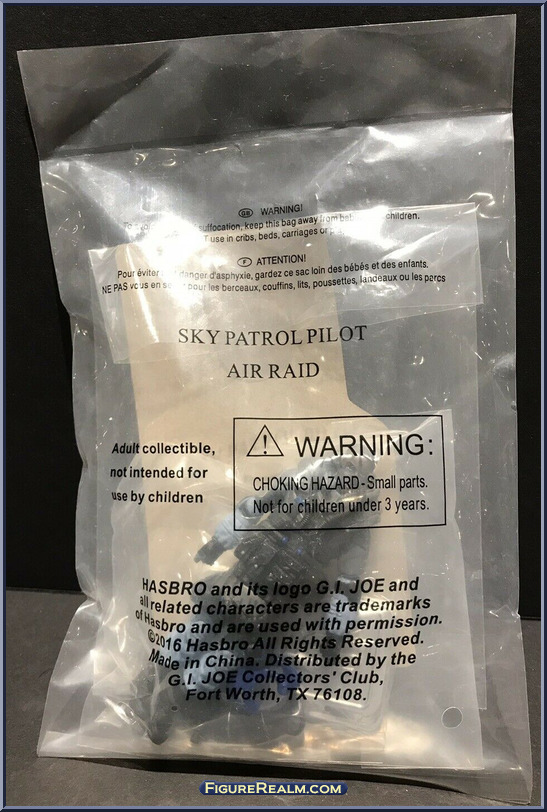 GB WARNING!
suffocation, keep this bag away from children.
use in cribs, beds, carriages or
F ATTENTION!
Pour éviter danger d'asphyxie, gardez ce sac loin des bébés et des enfants.
NE PAS vous en pour les berceaux, couffins, lits, poussettes, landeaux ou les percs
SKY PATROL PILOT
AIR RAID
Adult collectible,
not intended for
use by children
WARNING:
CHOKING HAZARD - Small parts.
Not for children under 3 years.
HASBRO and its logo G.I. JOE and
all related characters are trademarks
of Hasbro and are used with permission.
©2016 Hasbro All Rights Reserved.
Made in China. Distributed by the
G.I. JOE Collectors' Club,
Fort Worth, TX 76108.
FIGUREREALM.COM